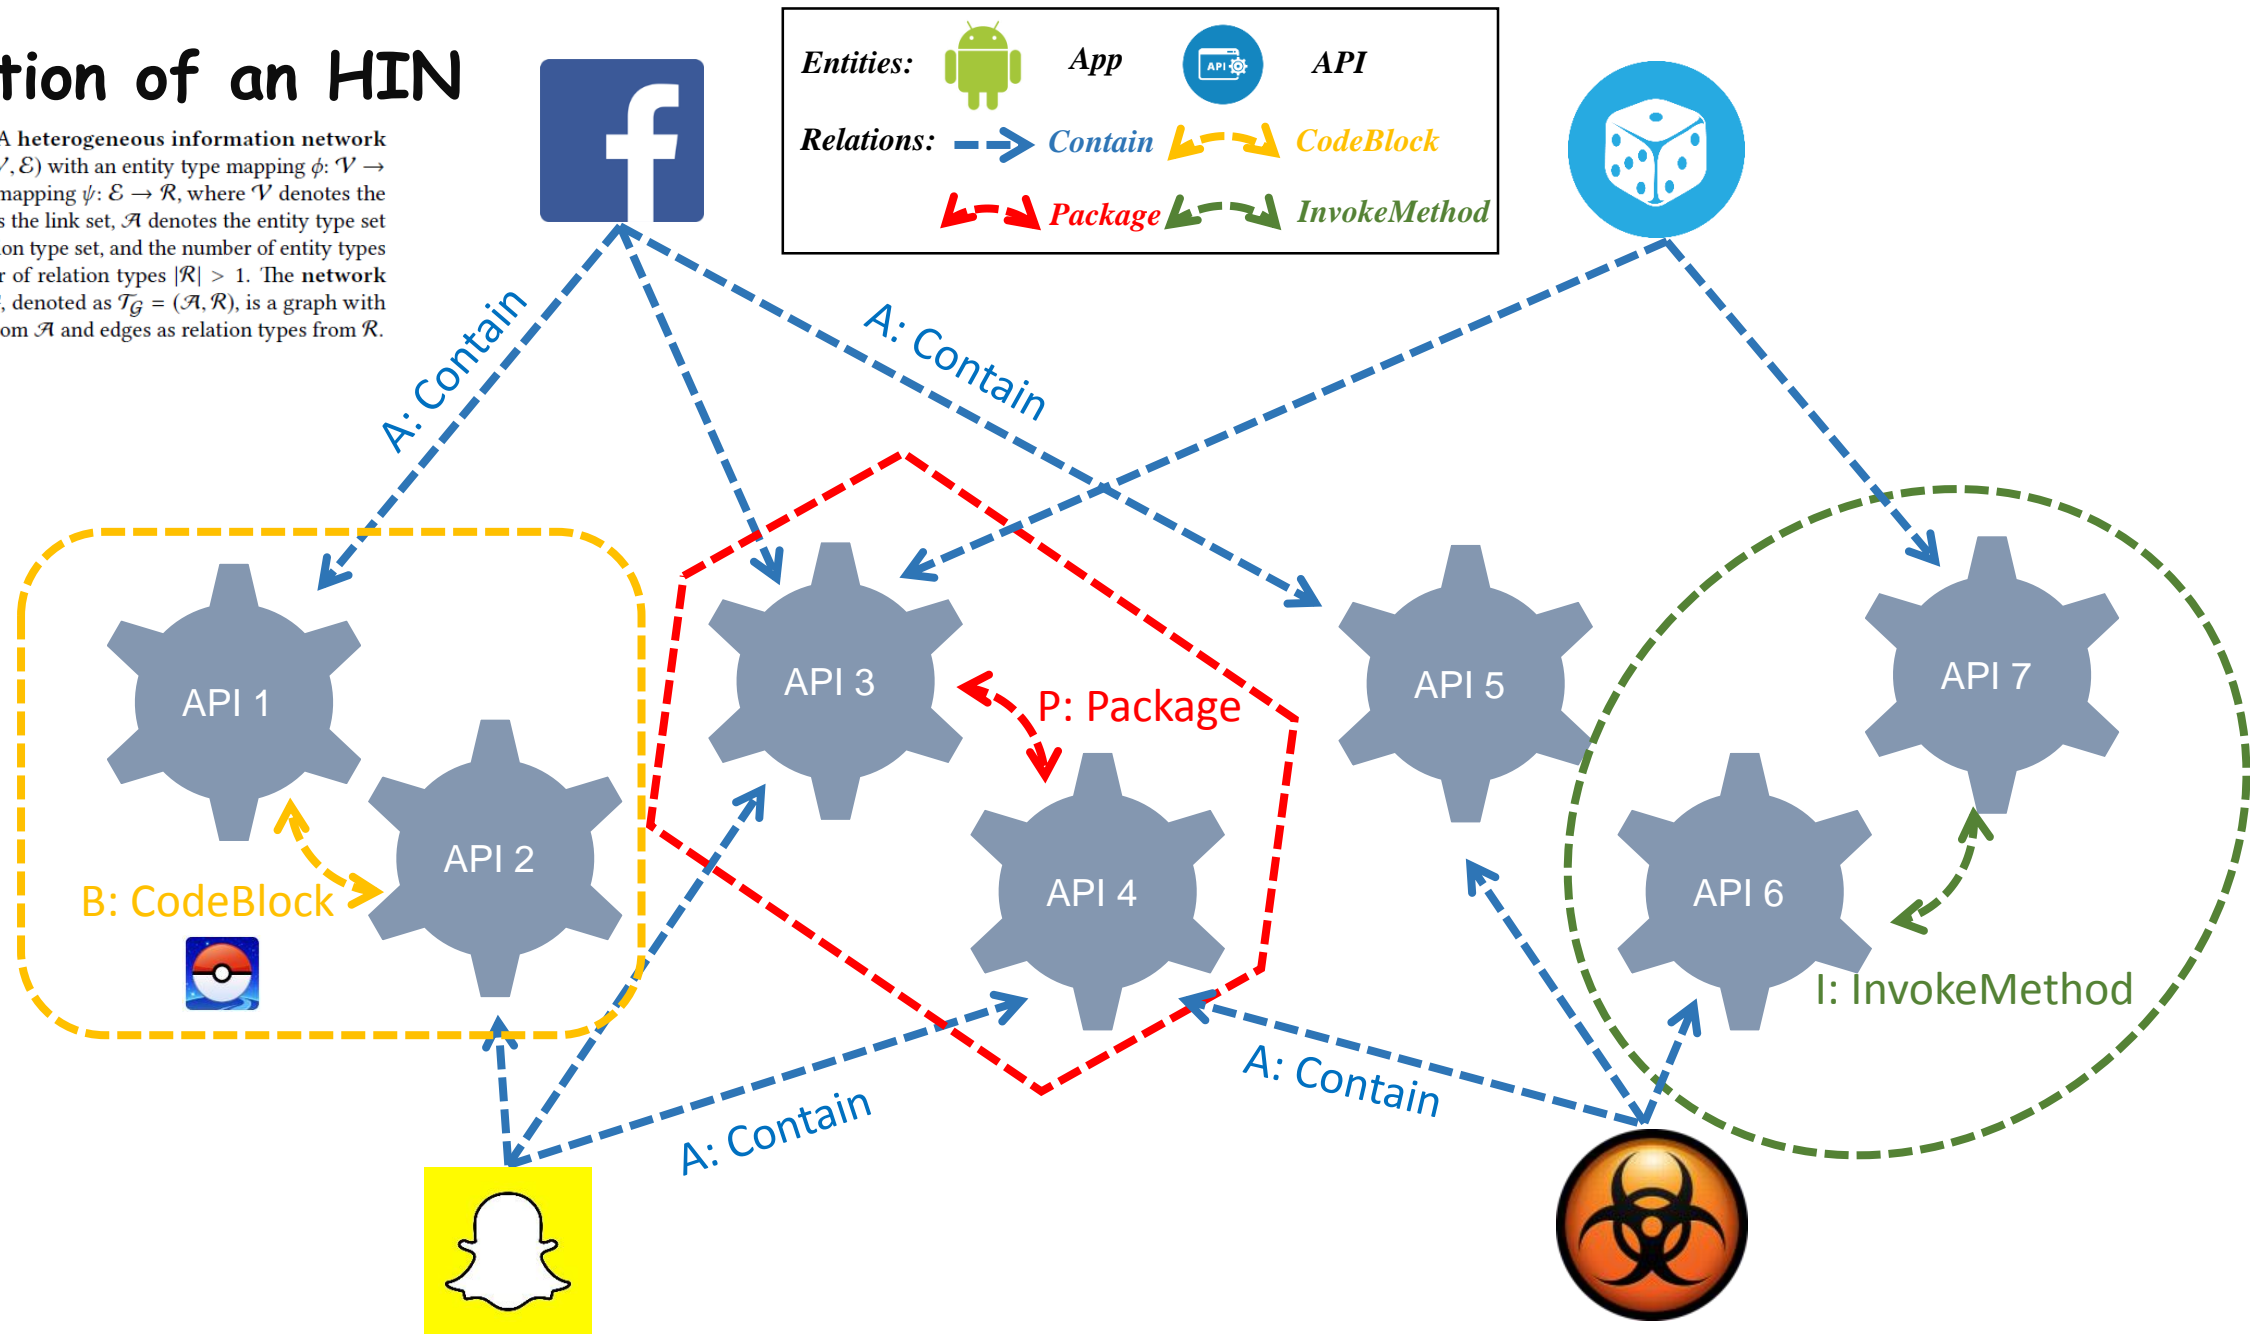 tion of an HIN
A heterogeneous information network
, ℰ) with an entity type mapping ϕ: 𝒱 →
mapping ψ: ℰ → ℛ, where 𝒱 denotes the
s the link set, 𝒜 denotes the entity type set
ion type set, and the number of entity types
r of relation types |ℛ| > 1. The network
, denoted as 𝒯𝒢 = (𝒜, ℛ), is a graph with
om 𝒜 and edges as relation types from ℛ.
Entities: App API API
Relations: Contain CodeBlock
Package InvokeMethod
A: Contain
A: Contain
API 1
API 2
B: CodeBlock
API 3
P: Package
API 4
API 5
API 6
API 7
I: InvokeMethod
A: Contain
A: Contain